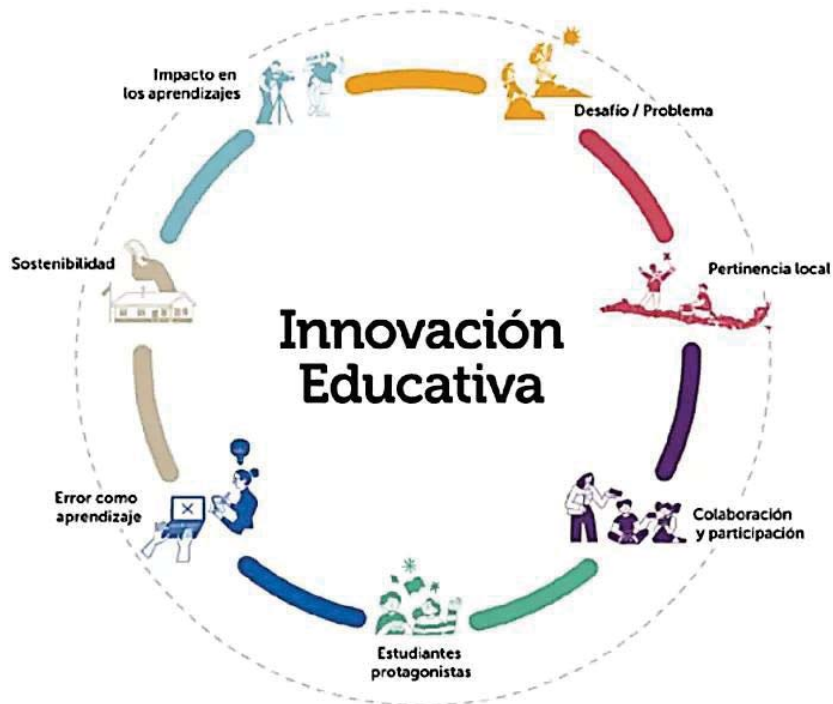 Innovación
Educativa
Desafío / Problema
Pertinencia local
Colaboración
y participación
Estudiantes
protagonistas
Error como
aprendizaje
Sostenibilidad
Impacto en
los aprendizajes